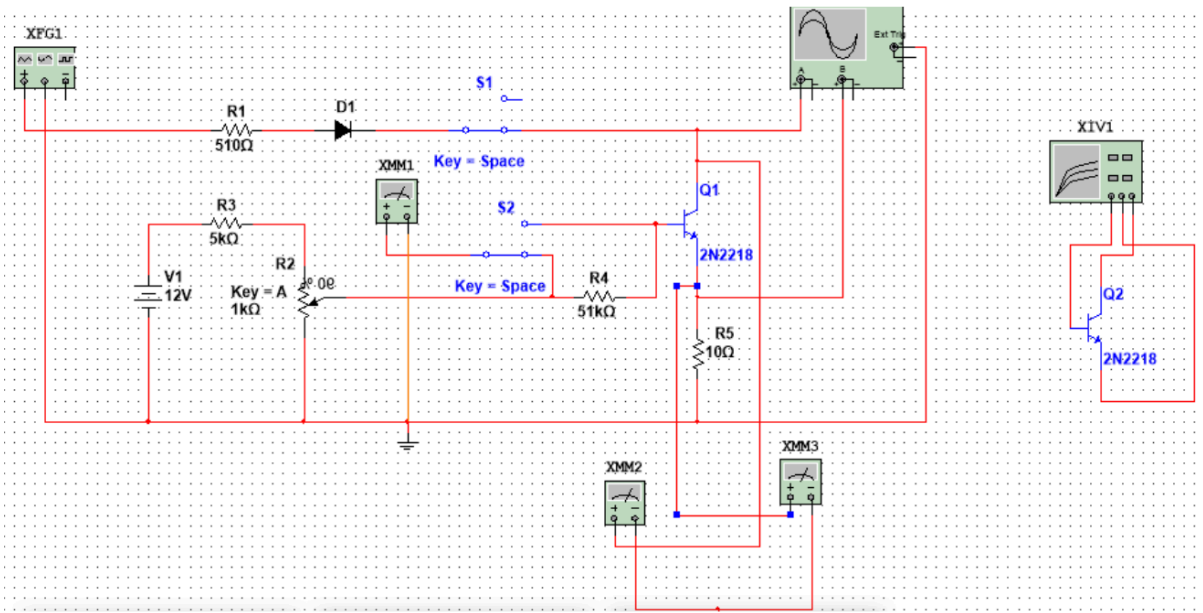 XFG1
Ext Trig
A
B
S1
R1
D1
510Ω
XIV1
Key = Space
XMM1
Q1
R3
S2
5kΩ
2N2218
R2
V1
12V
Key = A
1kΩ
Key = Space
R4
51kΩ
Q2
R5
10Ω
2N2218
XMM2
XMM3